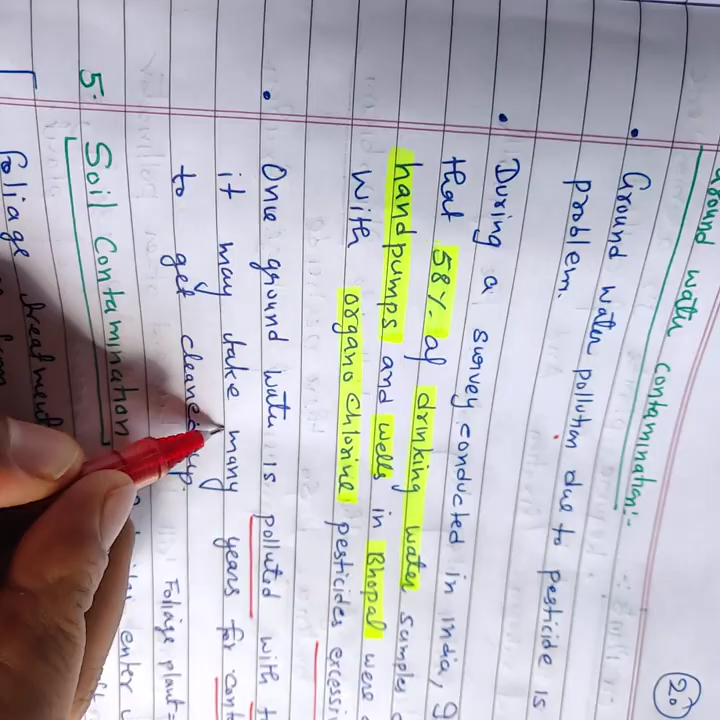 20
ground water contamination:-
• Ground water pollution due to pesticide is
problem.
• During a survey conducted in India,
that 58% of drinking water samples
handpumps and wells in Bhopal were
with organo chlorine pesticides
• Once ground water is polluted with
it may take many years for
to get cleaned up.
Foliage plant=
5. Soil Contamination
foliage treatment
enter